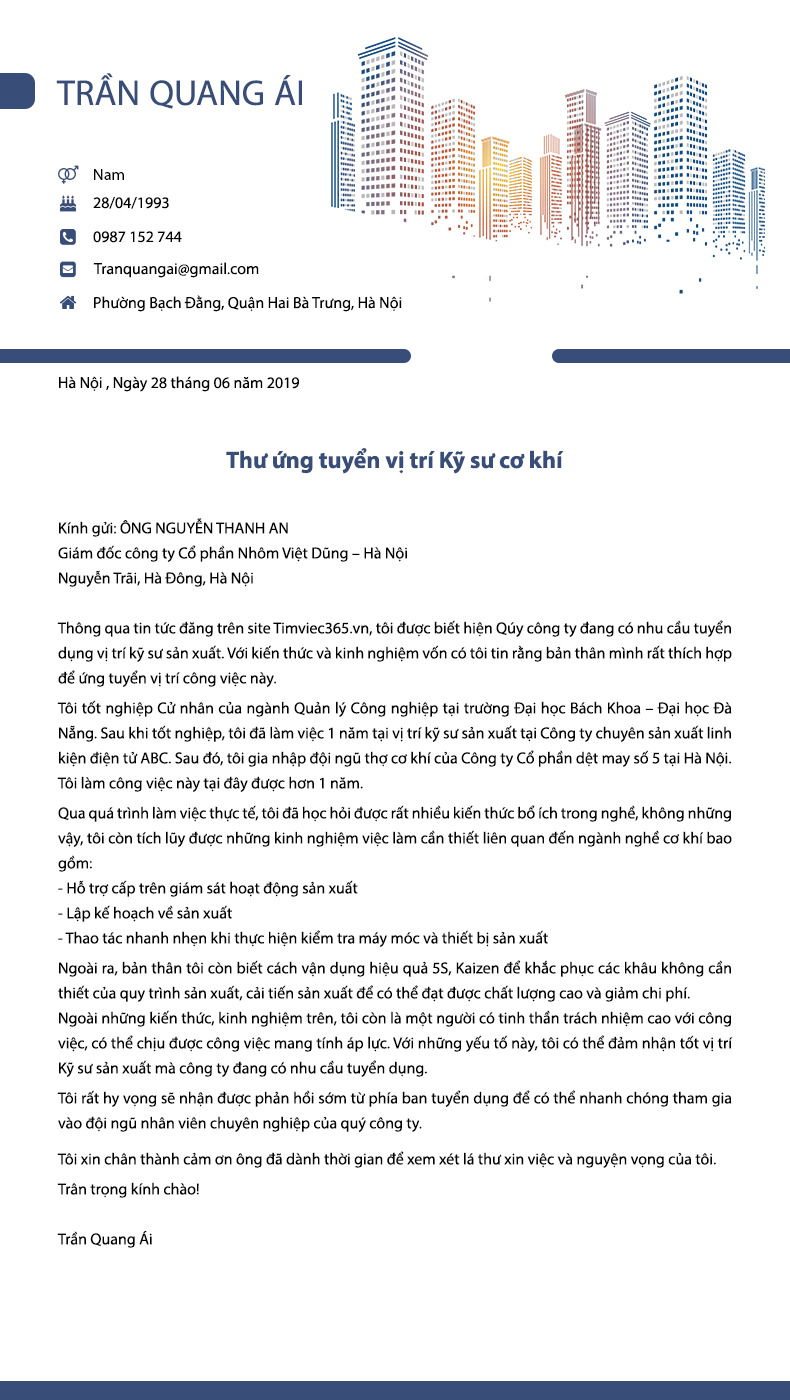 TRẦN QUANG ÁI
Nam
28/04/1993
0987 152 744
Tranquangai@gmail.com
Phường Bạch Đằng, Quận Hai Bà Trưng, Hà Nội
Hà Nội , Ngày 28 tháng 06 năm 2019
Thư ứng tuyển vị trí Kỹ sư cơ khí
Kính gửi: ÔNG NGUYỄN THANH AN
Giám đốc công ty Cổ phần Nhôm Việt Dũng – Hà Nội
Nguyễn Trãi, Hà Đông, Hà Nội
Thông qua tin tức đăng trên site Timviec365.vn, tôi được biết hiện Qúy công ty đang có nhu cầu tuyển
dụng vị trí kỹ sư sản xuất. Với kiến thức và kinh nghiệm vốn có tôi tin rằng bản thân mình rất thích hợp
để ứng tuyển vị trí công việc này.
Tôi tốt nghiệp Cử nhân của ngành Quản lý Công nghiệp tại trường Đại học Bách Khoa – Đại học Đà
Nẵng. Sau khi tốt nghiệp, tôi đã làm việc 1 năm tại vị trí kỹ sư sản xuất tại Công ty chuyên sản xuất linh
kiện điện tử ABC. Sau đó, tôi gia nhập đội ngũ thợ cơ khí của Công ty Cổ phần dệt may số 5 tại Hà Nội.
Tôi làm công việc này tại đây được hơn 1 năm.
Qua quá trình làm việc thực tế, tôi đã học hỏi được rất nhiều kiến thức bổ ích trong nghề, không những
vậy, tôi còn tích lũy được những kinh nghiệm việc làm cần thiết liên quan đến ngành nghề cơ khí bao
gồm:
- Hỗ trợ cấp trên giám sát hoạt động sản xuất
- Lập kế hoạch về sản xuất
- Thao tác nhanh nhẹn khi thực hiện kiểm tra máy móc và thiết bị sản xuất
Ngoài ra, bản thân tôi còn biết cách vận dụng hiệu quả 5S, Kaizen để khắc phục các khâu không cần
thiết của quy trình sản xuất, cải tiến sản xuất để có thể đạt được chất lượng cao và giảm chi phí.
Ngoài những kiến thức, kinh nghiệm trên, tôi còn là một người có tinh thần trách nhiệm cao với công
việc, có thể chịu được công việc mang tính áp lực. Với những yếu tố này, tôi có thể đảm nhận tốt vị trí
Kỹ sư sản xuất mà công ty đang có nhu cầu tuyển dụng.
Tôi rất hy vọng sẽ nhận được phản hồi sớm từ phía ban tuyển dụng để có thể nhanh chóng tham gia
vào đội ngũ nhân viên chuyên nghiệp của quý công ty.
Tôi xin chân thành cảm ơn ông đã dành thời gian để xem xét lá thư xin việc và nguyện vọng của tôi.
Trân trọng kính chào!
Trần Quang Ái